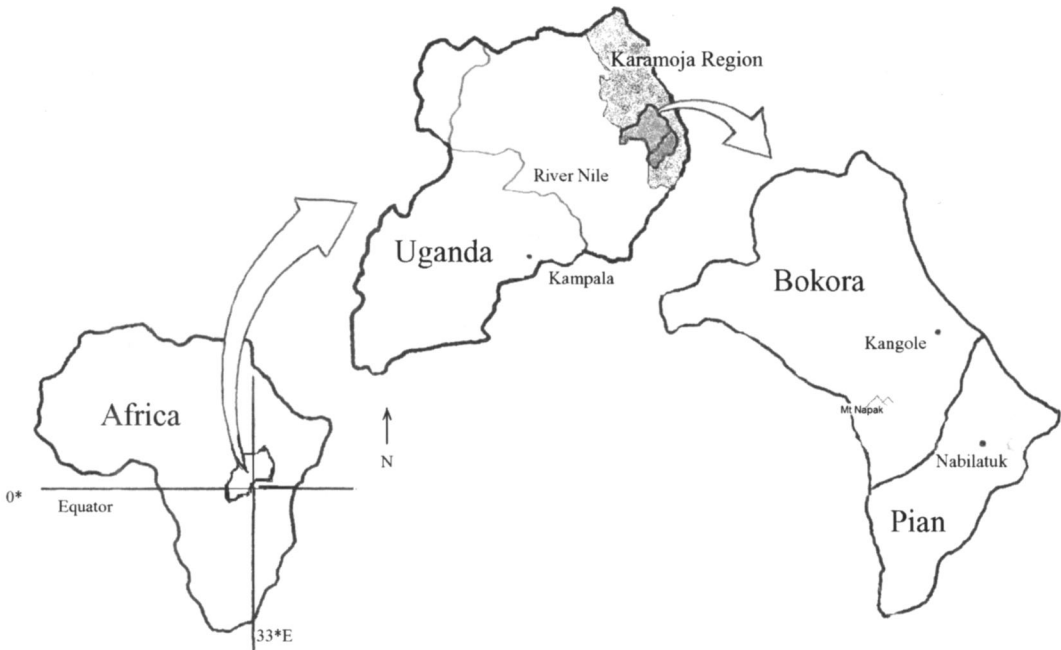 Karamoja Region
River Nile
Uganda
Kampala
Bokora
Kangole
Mt Napak
Nabilatuk
Pian
Africa
N
0*
Equator
33*E